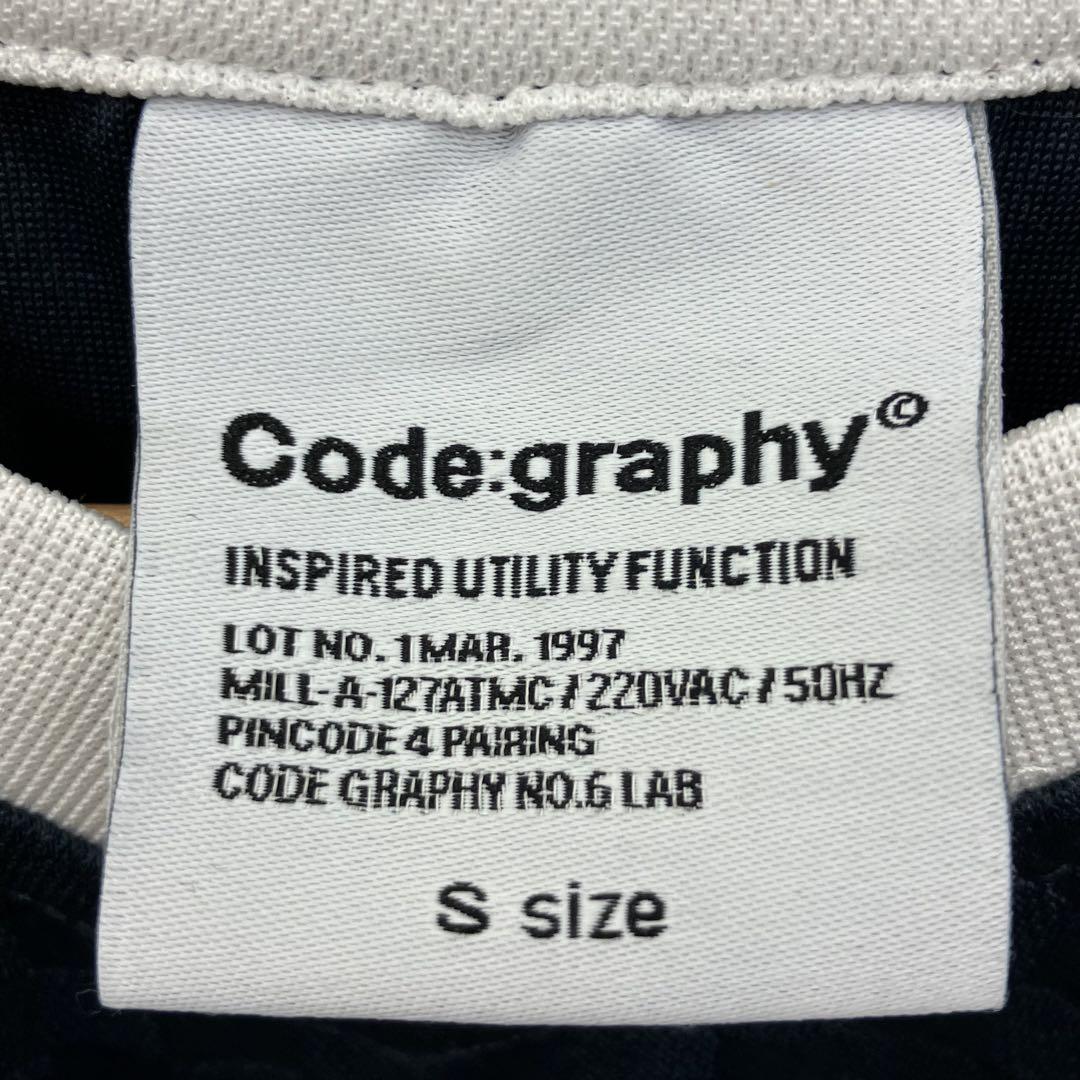 Code:graphy©
INSPIRED UTILITY FUNCTION
LOT NO. 1 MAR. 1997
MILL-A-127ATMC / 220VAC / 50HZ
PINCODE 4 PAIRING
CODE GRAPHY NO.6 LAB
S size